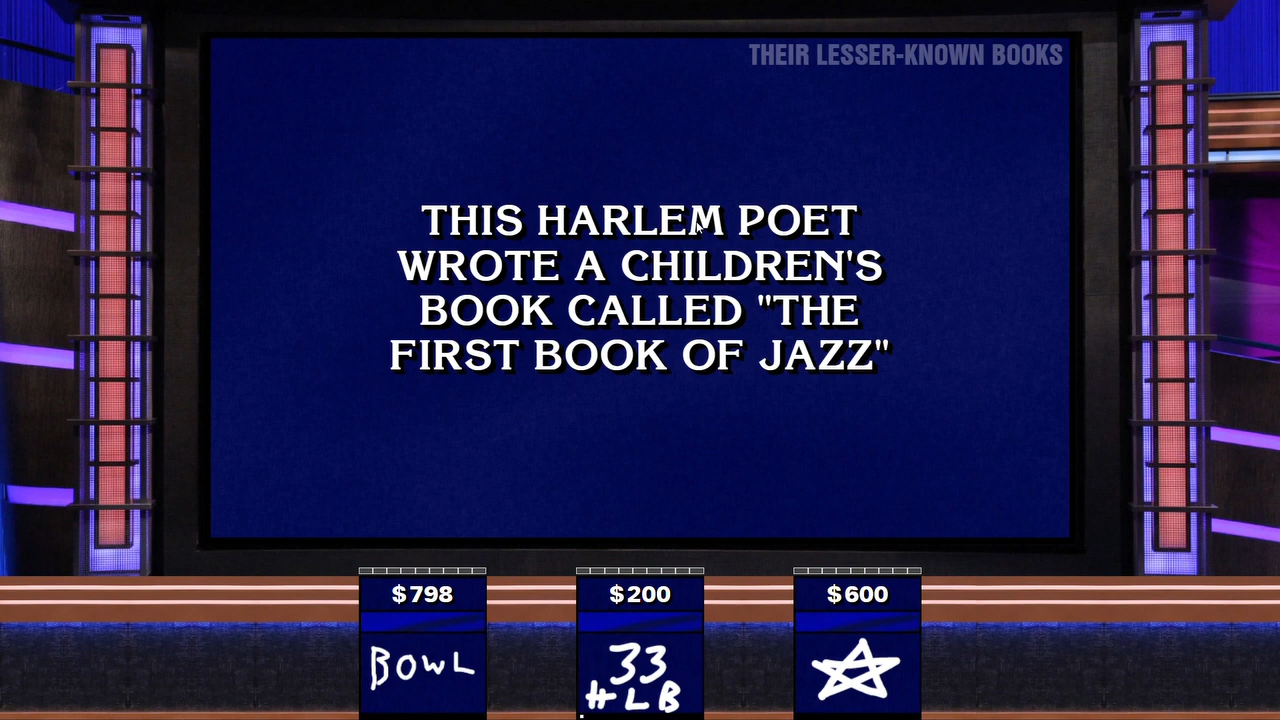 THEIR LESSER-KNOWN BOOKS
THIS HARLEM POET
WROTE A CHILDREN'S
BOOK CALLED "THE
FIRST BOOK OF JAZZ"
$798
$200
$600
BOWL
33
HLB